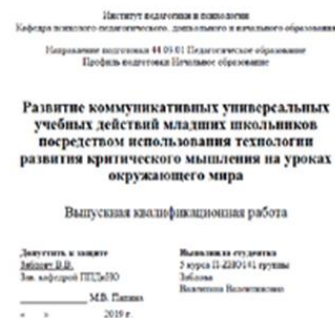 Институт педагогики и психологии
Кафедра психолого педагогического, дошкольного и начального образования
Направление подготовки 44.03.01 Педагогическое образование
Профиль подготовки Начальное образование
Развитие коммуникативных универсальных
учебных действий младших школьников
посредством использования технологии
развития критического мышления на уроках
окружающего мира
Выпускная квалификационная работа
Допустить к защите
Зав. кафедрой ППДиНО
М.В.
« » 2019 г.
Выполнила студентка
5 курса группы
Валентина Валентиновна